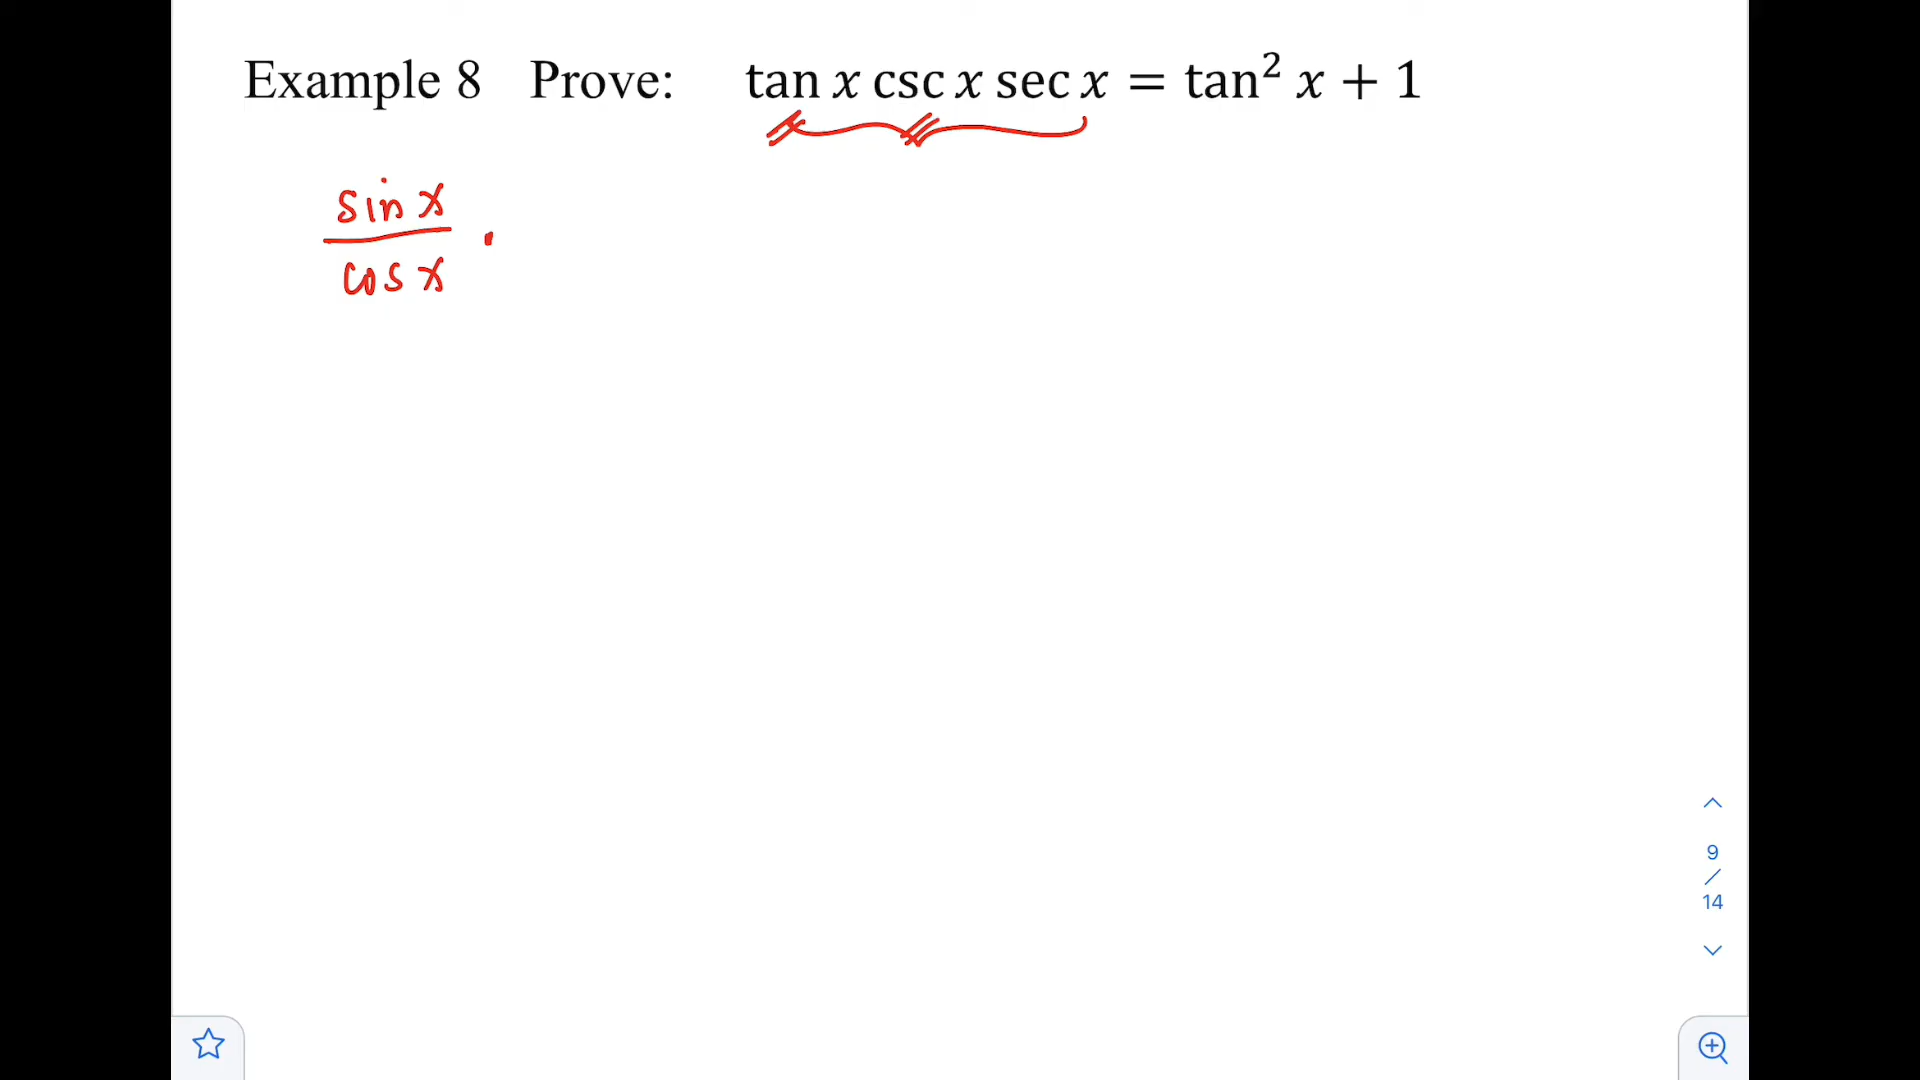 Example 8 Prove: tan x csc x sec x = tan² x + 1
sin x
cos x
·
9
/
14